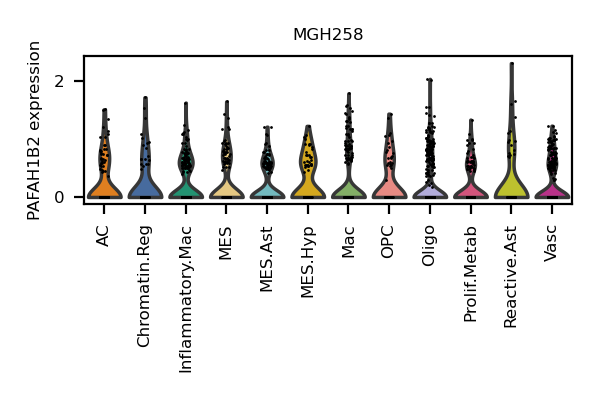 MGH258
PAFAH1B2 expression
2
0
AC
Chromatin.Reg
Inflammatory.Mac
MES
MES.Ast
MES.Hyp
Mac
OPC
Oligo
Prolif.Metab
Reactive.Ast
Vasc